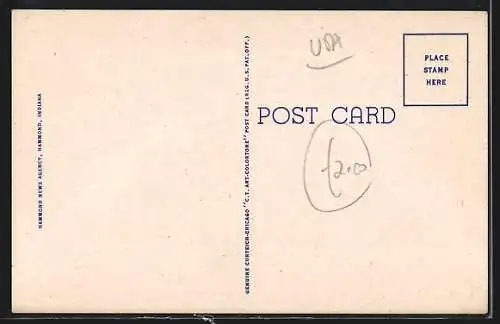 HAMMOND NEWS AGENCY, HAMMOND, INDIANA
GENUINE CURTEICH-CHICAGO "C.T. ART-COLORTONE" POST CARD (REG. U.S. PAT. OFF.)
USA
POST CARD
PLACE
STAMP
HERE
£2.00